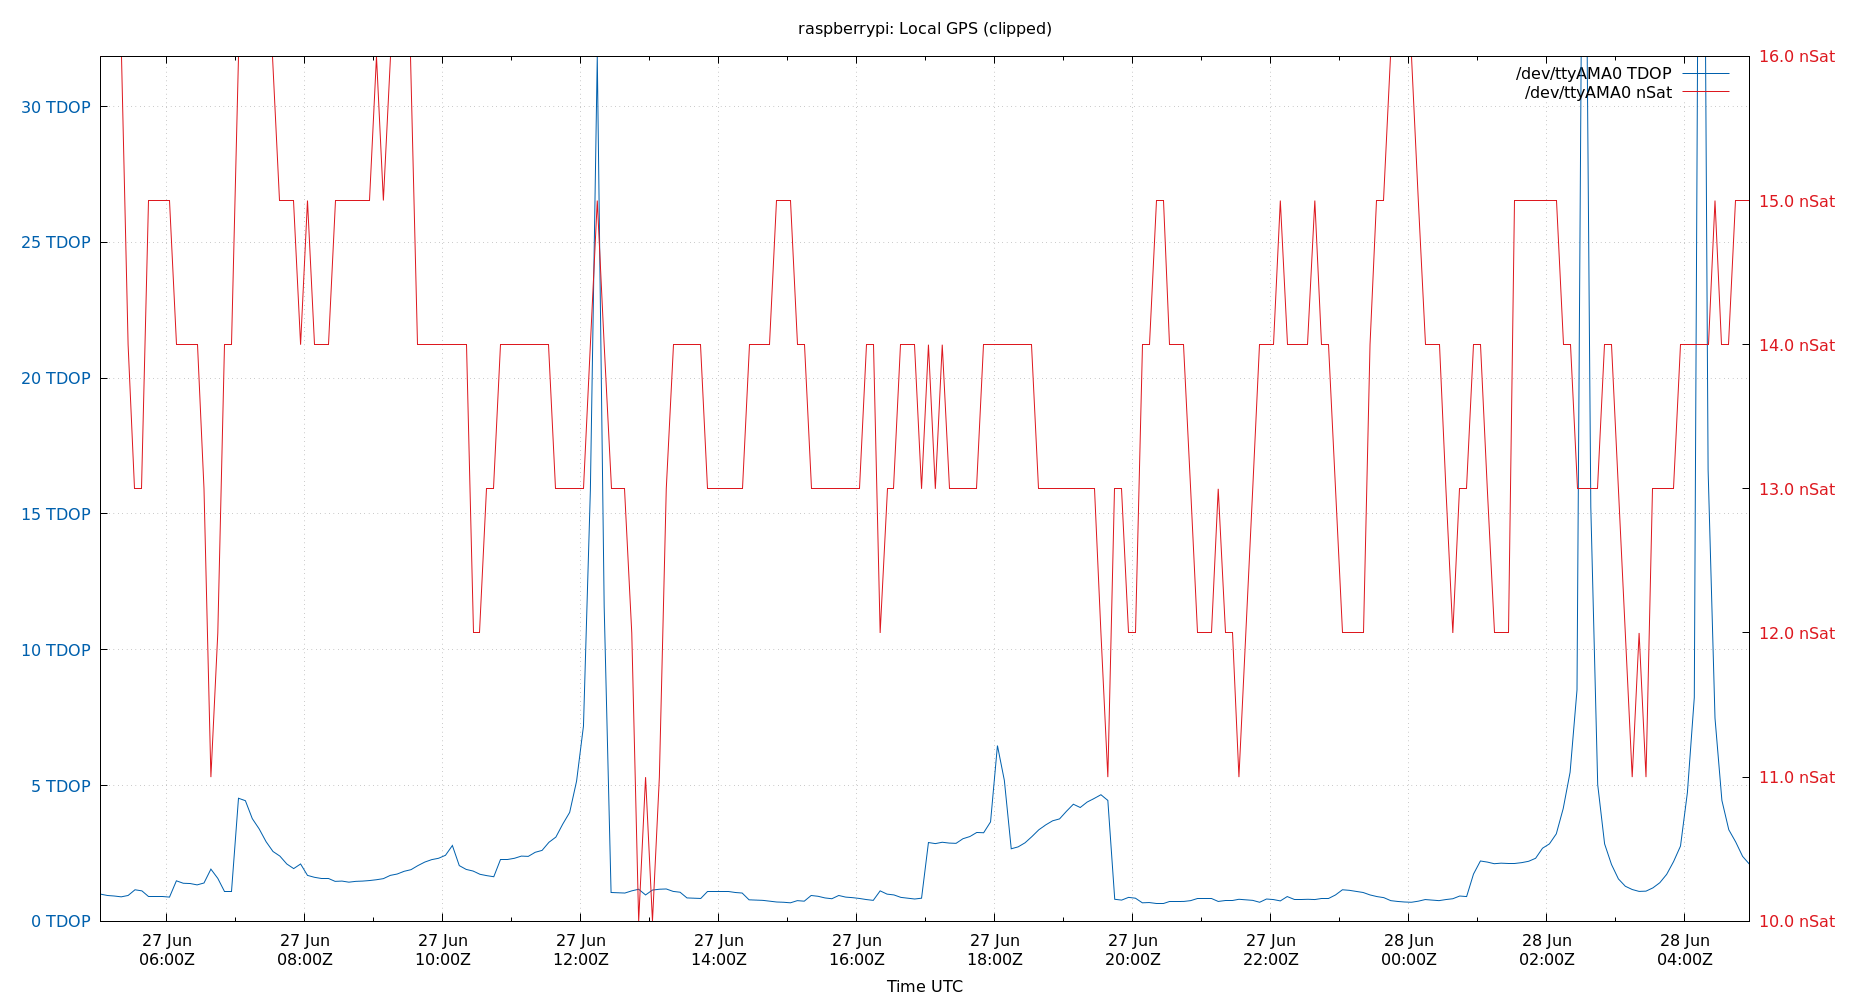 raspberrypi: Local GPS (clipped)
/dev/ttyAMA0 TDOP
/dev/ttyAMA0 nSat
30 TDOP
25 TDOP
20 TDOP
15 TDOP
10 TDOP
5 TDOP
0 TDOP
16.0 nSat
15.0 nSat
14.0 nSat
13.0 nSat
12.0 nSat
11.0 nSat
10.0 nSat
27 Jun
06:00Z
27 Jun
08:00Z
27 Jun
10:00Z
27 Jun
12:00Z
27 Jun
14:00Z
27 Jun
16:00Z
27 Jun
18:00Z
27 Jun
20:00Z
27 Jun
22:00Z
28 Jun
00:00Z
28 Jun
02:00Z
28 Jun
04:00Z
Time UTC